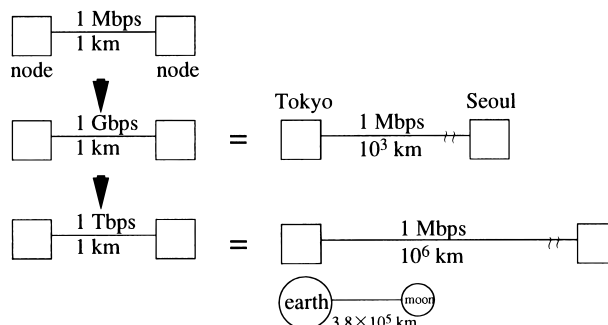 1 Mbps
1 km
node node
Tokyo Seoul
1 Gbps
1 km
=
1 Mbps
10³ km
1 Tbps
1 km
=
1 Mbps
10⁶ km
earth moon
3.8×10⁵ km